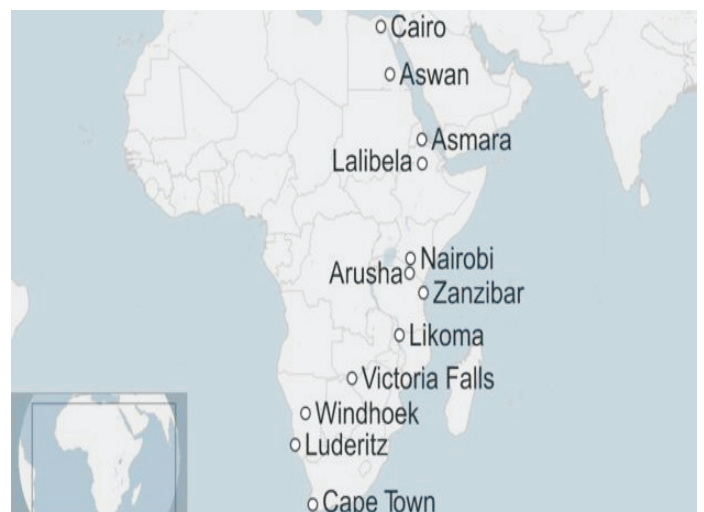 Cairo
Aswan
Asmara
Lalibela
Nairobi
Arusha
Zanzibar
Likoma
Victoria Falls
Windhoek
Luderitz
Cape Town